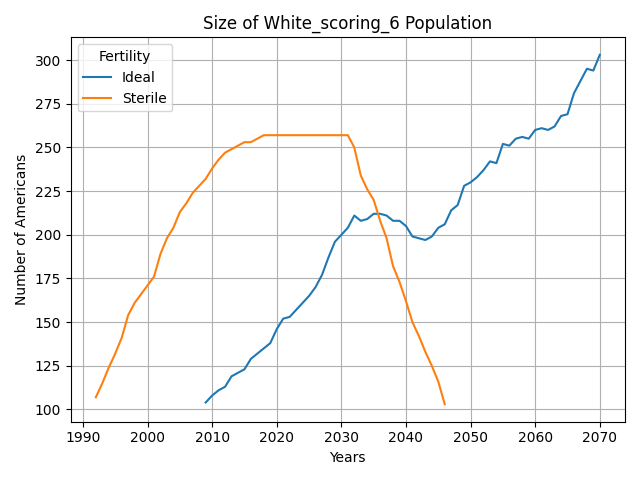 Size of White_scoring_6 Population
Fertility
Ideal
Sterile
Number of Americans
300
275
250
225
200
175
150
125
100
1990 2000 2010 2020 2030 2040 2050 2060 2070
Years